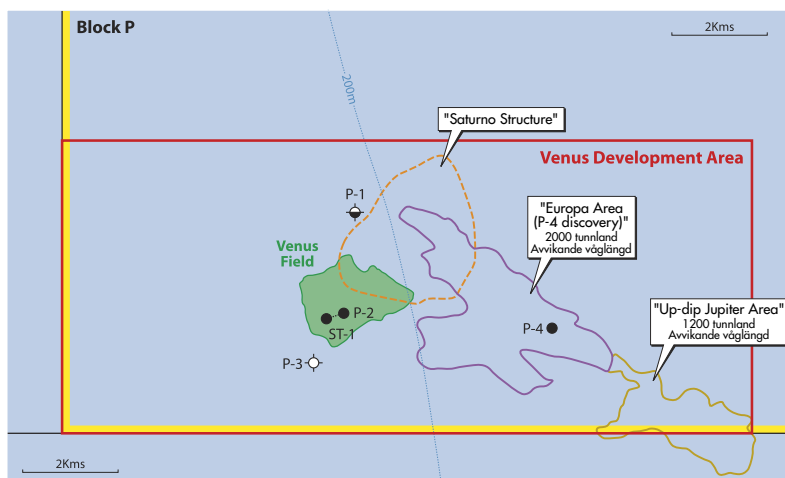 Block P
2Kms
200m
"Saturno Structure"
Venus Development Area
P-1
"Europa Area
(P-4 discovery)"
2000 tunnland
Avvikande våglängd
Venus
Field
"Up-dip Jupiter Area"
1200 tunnland
Avvikande våglängd
P-2
ST-1
P-4
P-3
2Kms